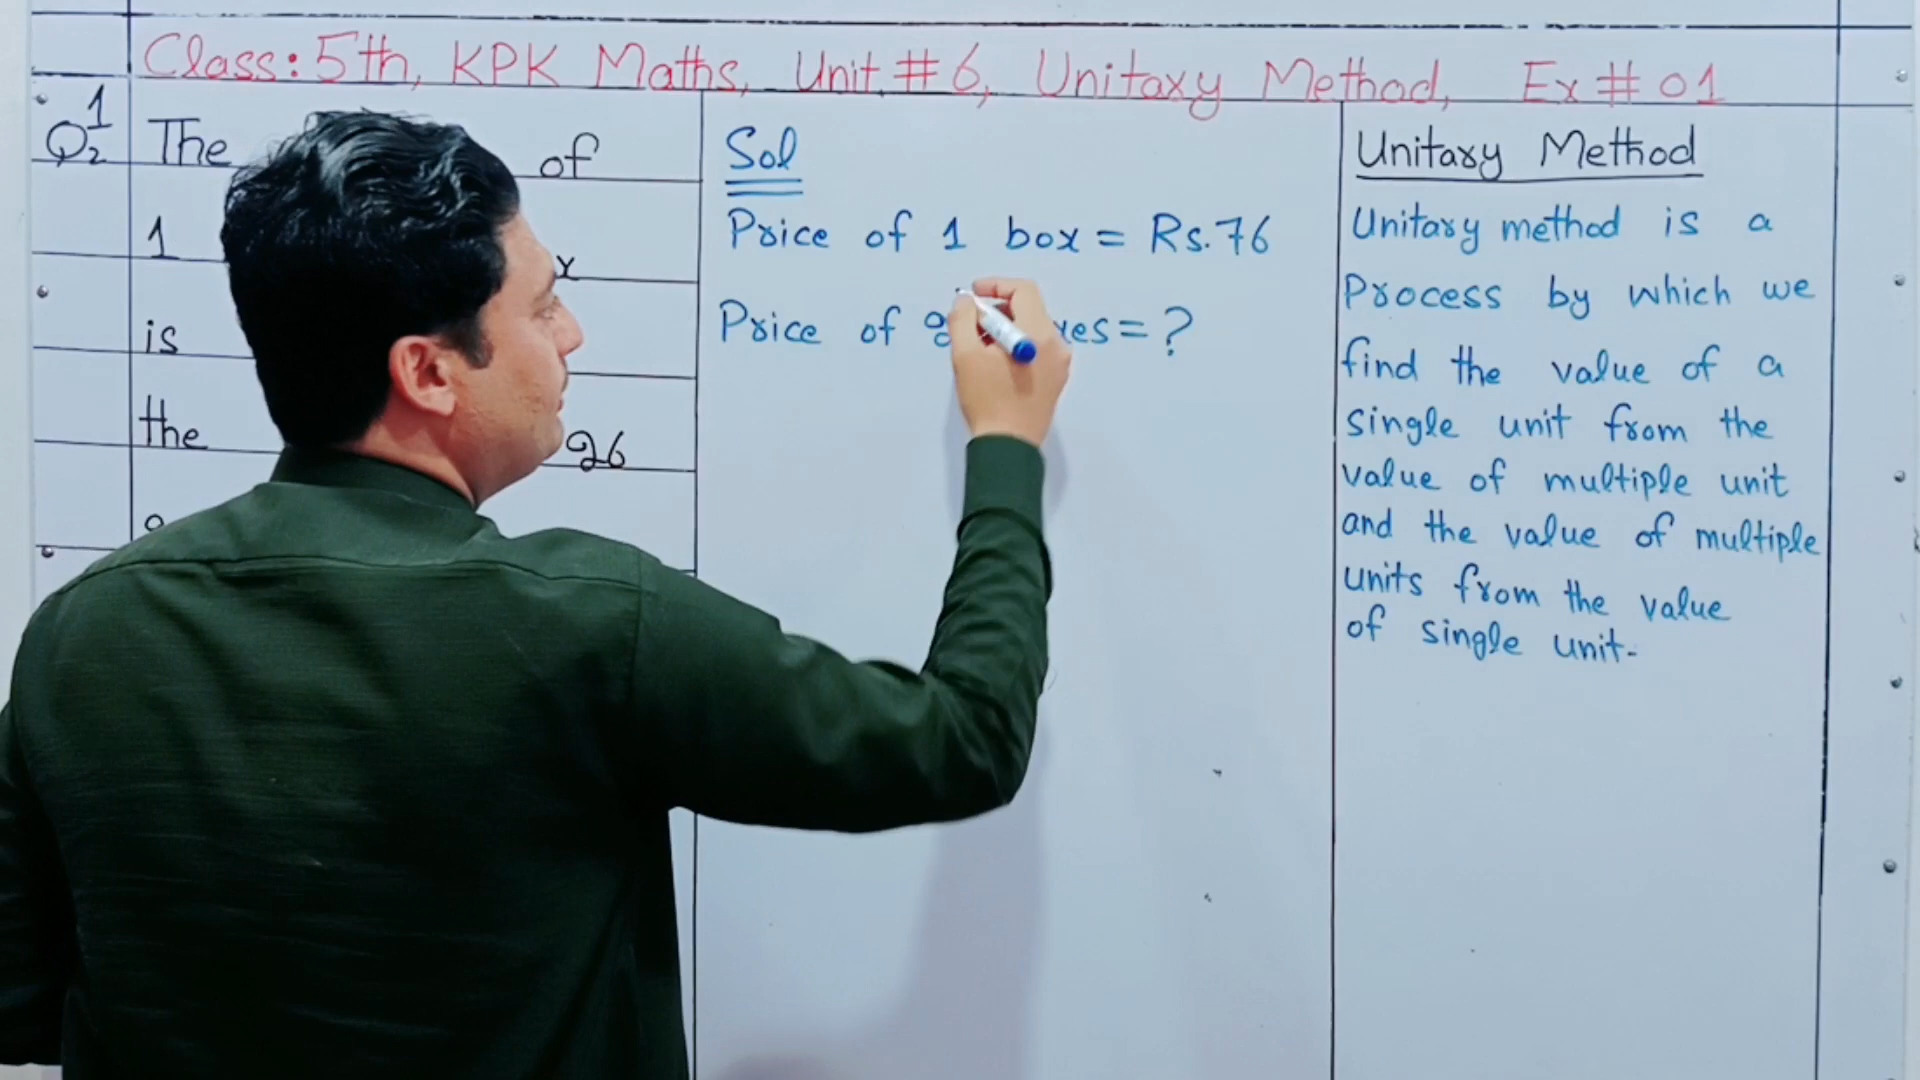 Class: 5th, KPK Maths, Unit # 6, Unitary Method, Ex # 01
Q2 1
The of
1
is
the 26
Sol
Price of 1 box = Rs. 76
Price of = ?
Unitary Method
Unitary method is a
Process by which we
find the value of a
single unit from the
value of multiple unit
and the value of multiple
units from the value
of single unit.